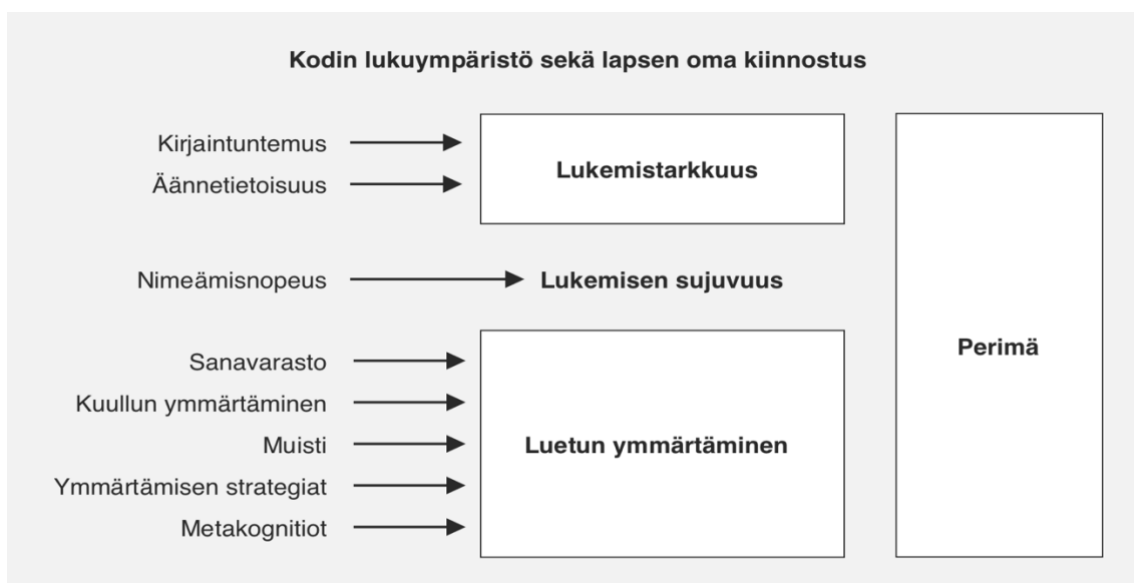 Kodin lukuympäristö sekä lapsen oma kiinnostus
Kirjaintuntemus
Äännetietoisuus
Lukemistarkkuus
Nimeämisnopeus
Lukemisen sujuvuus
Sanavarasto
Kuullun ymmärtäminen
Muisti
Ymmärtämisen strategiat
Metakognitiot
Luetun ymmärtäminen
Perimä